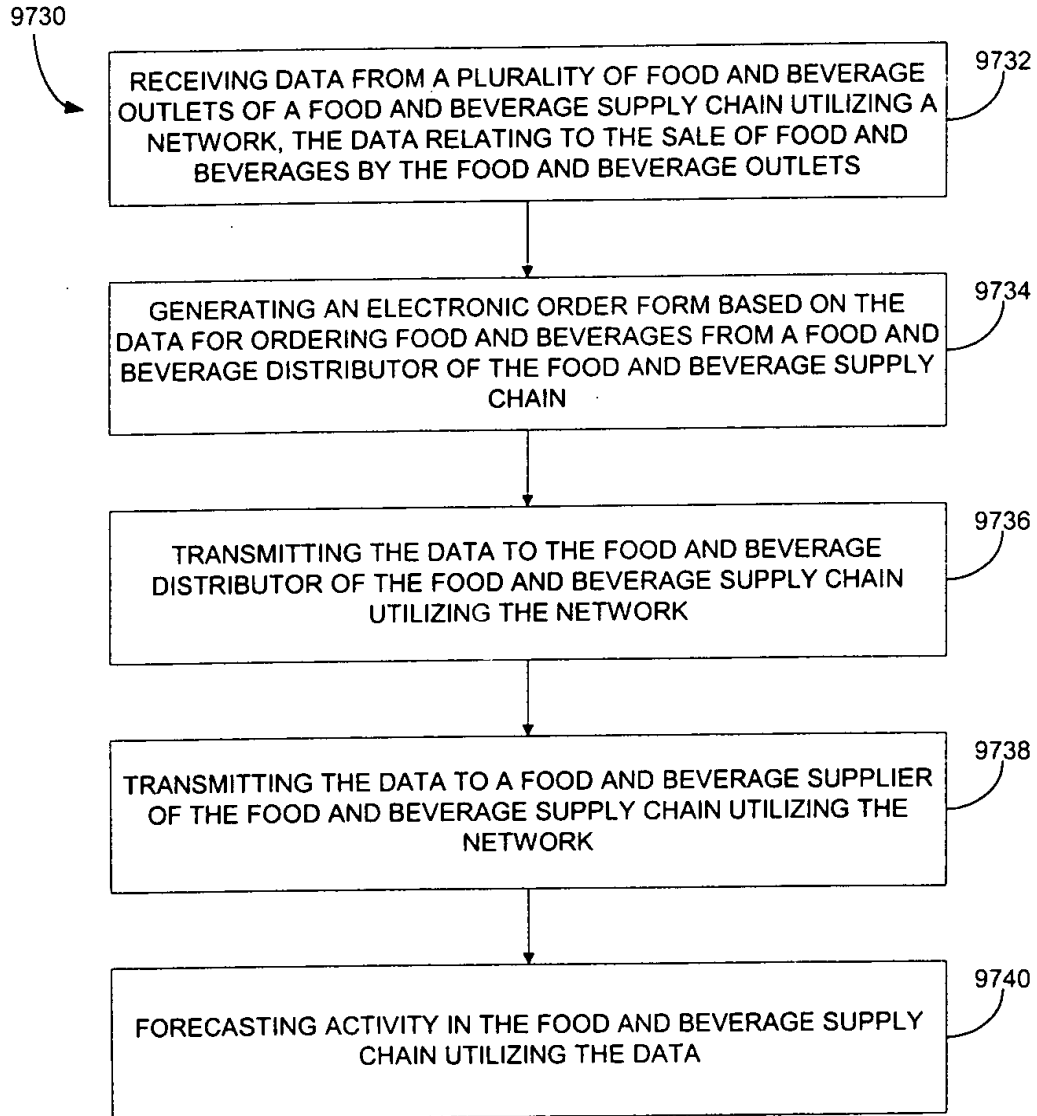 9730
RECEIVING DATA FROM A PLURALITY OF FOOD AND BEVERAGE
OUTLETS OF A FOOD AND BEVERAGE SUPPLY CHAIN UTILIZING A
NETWORK, THE DATA RELATING TO THE SALE OF FOOD AND
BEVERAGES BY THE FOOD AND BEVERAGE OUTLETS
9732
GENERATING AN ELECTRONIC ORDER FORM BASED ON THE
DATA FOR ORDERING FOOD AND BEVERAGES FROM A FOOD AND
BEVERAGE DISTRIBUTOR OF THE FOOD AND BEVERAGE SUPPLY
CHAIN
9734
TRANSMITTING THE DATA TO THE FOOD AND BEVERAGE
DISTRIBUTOR OF THE FOOD AND BEVERAGE SUPPLY CHAIN
UTILIZING THE NETWORK
9736
TRANSMITTING THE DATA TO A FOOD AND BEVERAGE SUPPLIER
OF THE FOOD AND BEVERAGE SUPPLY CHAIN UTILIZING THE
NETWORK
9738
FORECASTING ACTIVITY IN THE FOOD AND BEVERAGE SUPPLY
CHAIN UTILIZING THE DATA
9740